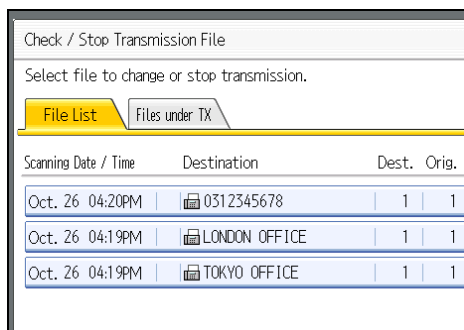 Check / Stop Transmission File
Select file to change or stop transmission.
File List Files under TX
Scanning Date / Time Destination Dest. Orig.
Oct. 26 04:20PM 0312345678 1 1
Oct. 26 04:19PM LONDON OFFICE 1 1
Oct. 26 04:19PM TOKYO OFFICE 1 1